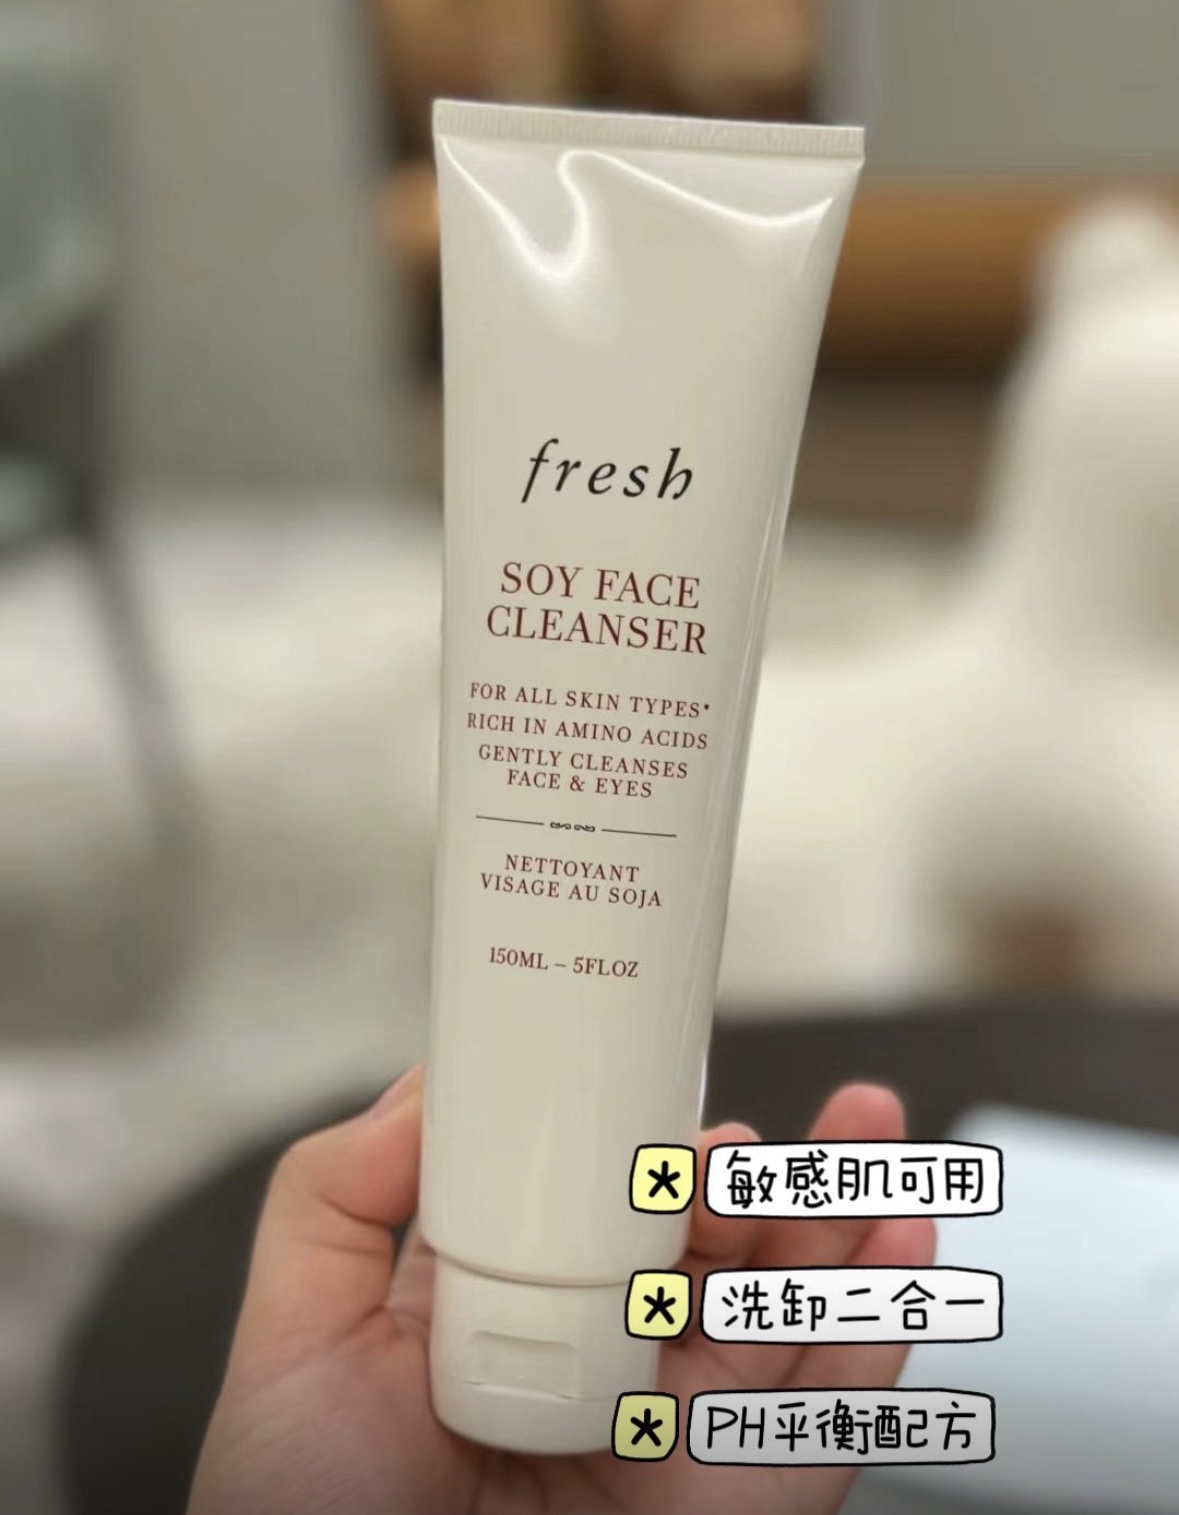 fresh
SOY FACE
CLEANSER
FOR ALL SKIN TYPES*
RICH IN AMINO ACIDS
GENTLY CLEANSES
FACE & EYES
NETTOYANT
VISAGE AU SOJA
150ML – 5FLOZ
* 敏感肌可用
* 洗卸二合一
* PH平衡配方